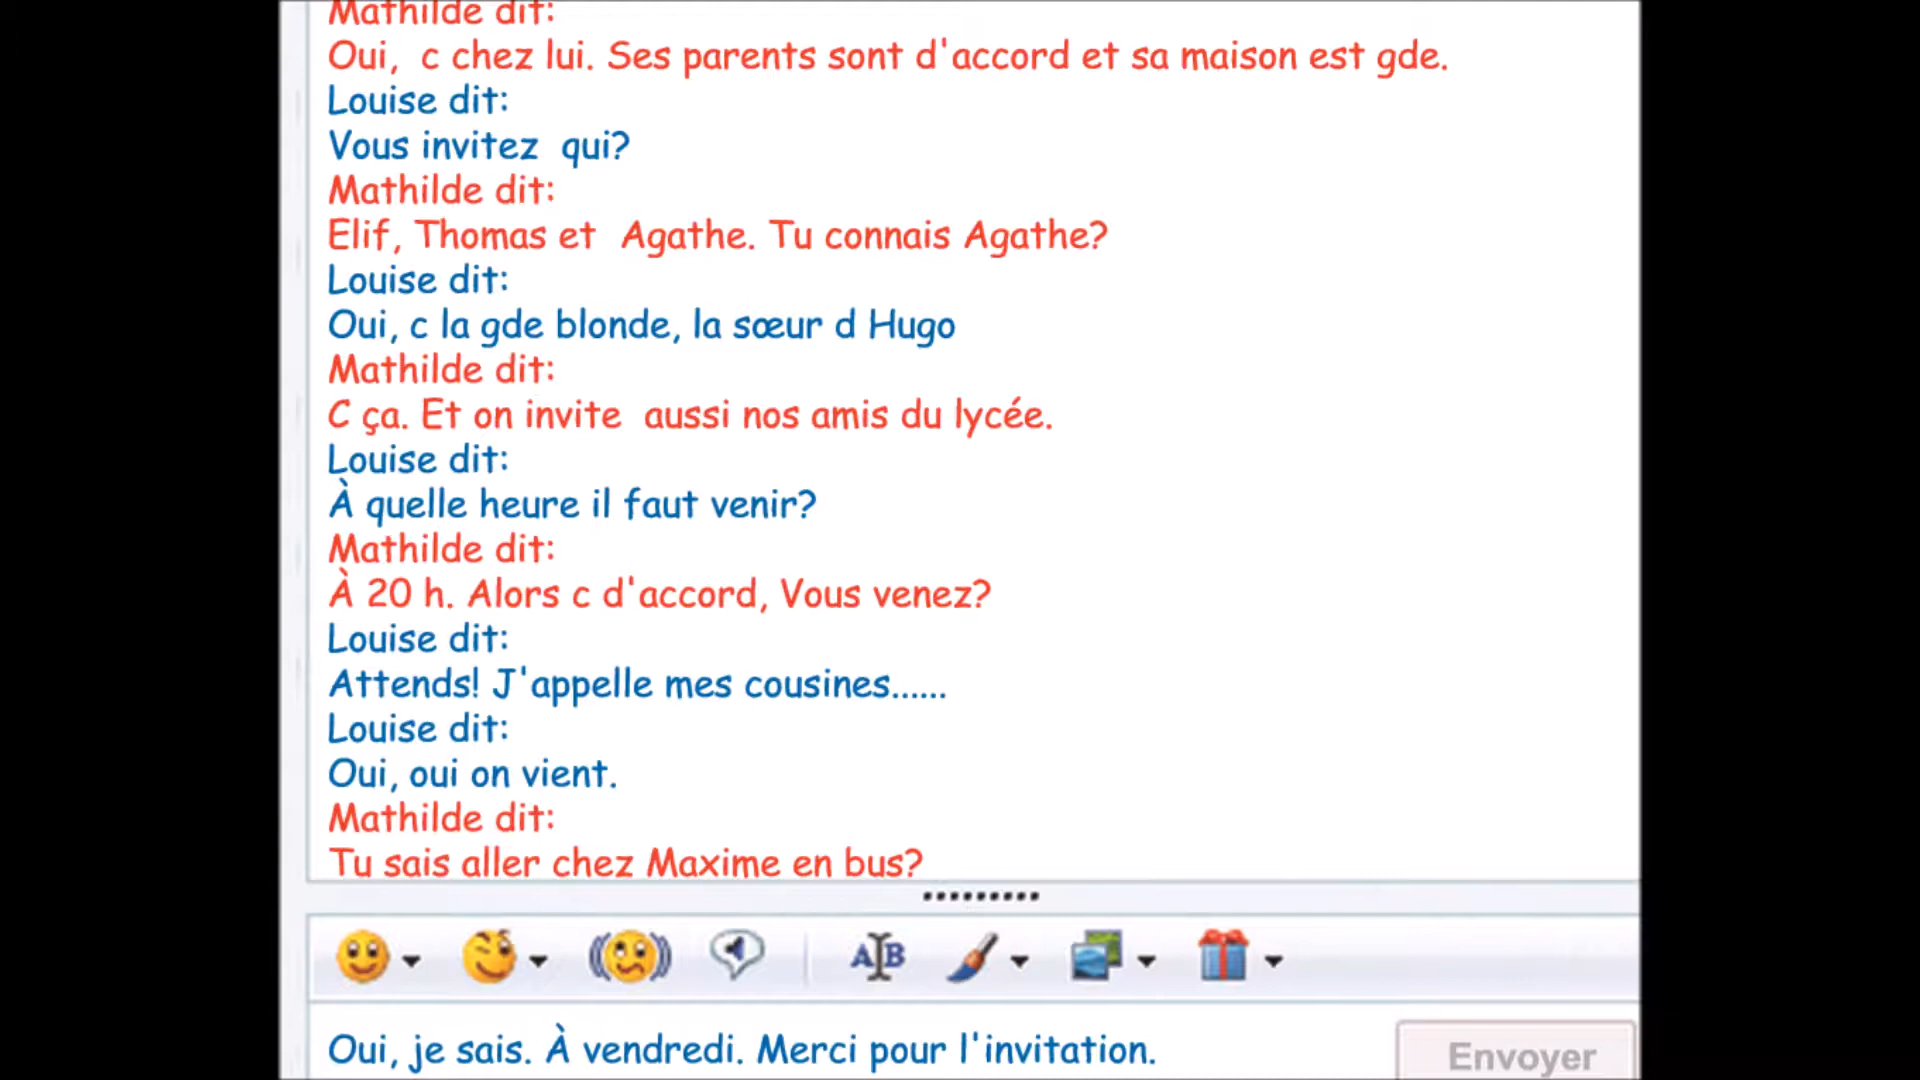 Mathilde dit:
Oui, c chez lui. Ses parents sont d'accord et sa maison est gde.
Louise dit:
Vous invitez qui?
Mathilde dit:
Elif, Thomas et Agathe. Tu connais Agathe?
Louise dit:
Oui, c la gde blonde, la sœur d Hugo
Mathilde dit:
C ça. Et on invite aussi nos amis du lycée.
Louise dit:
À quelle heure il faut venir?
Mathilde dit:
À 20 h. Alors c d'accord, Vous venez?
Louise dit:
Attends! J'appelle mes cousines......
Louise dit:
Oui, oui on vient.
Mathilde dit:
Tu sais aller chez Maxime en bus?
AB
Oui, je sais. À vendredi. Merci pour l'invitation.
Envoyer